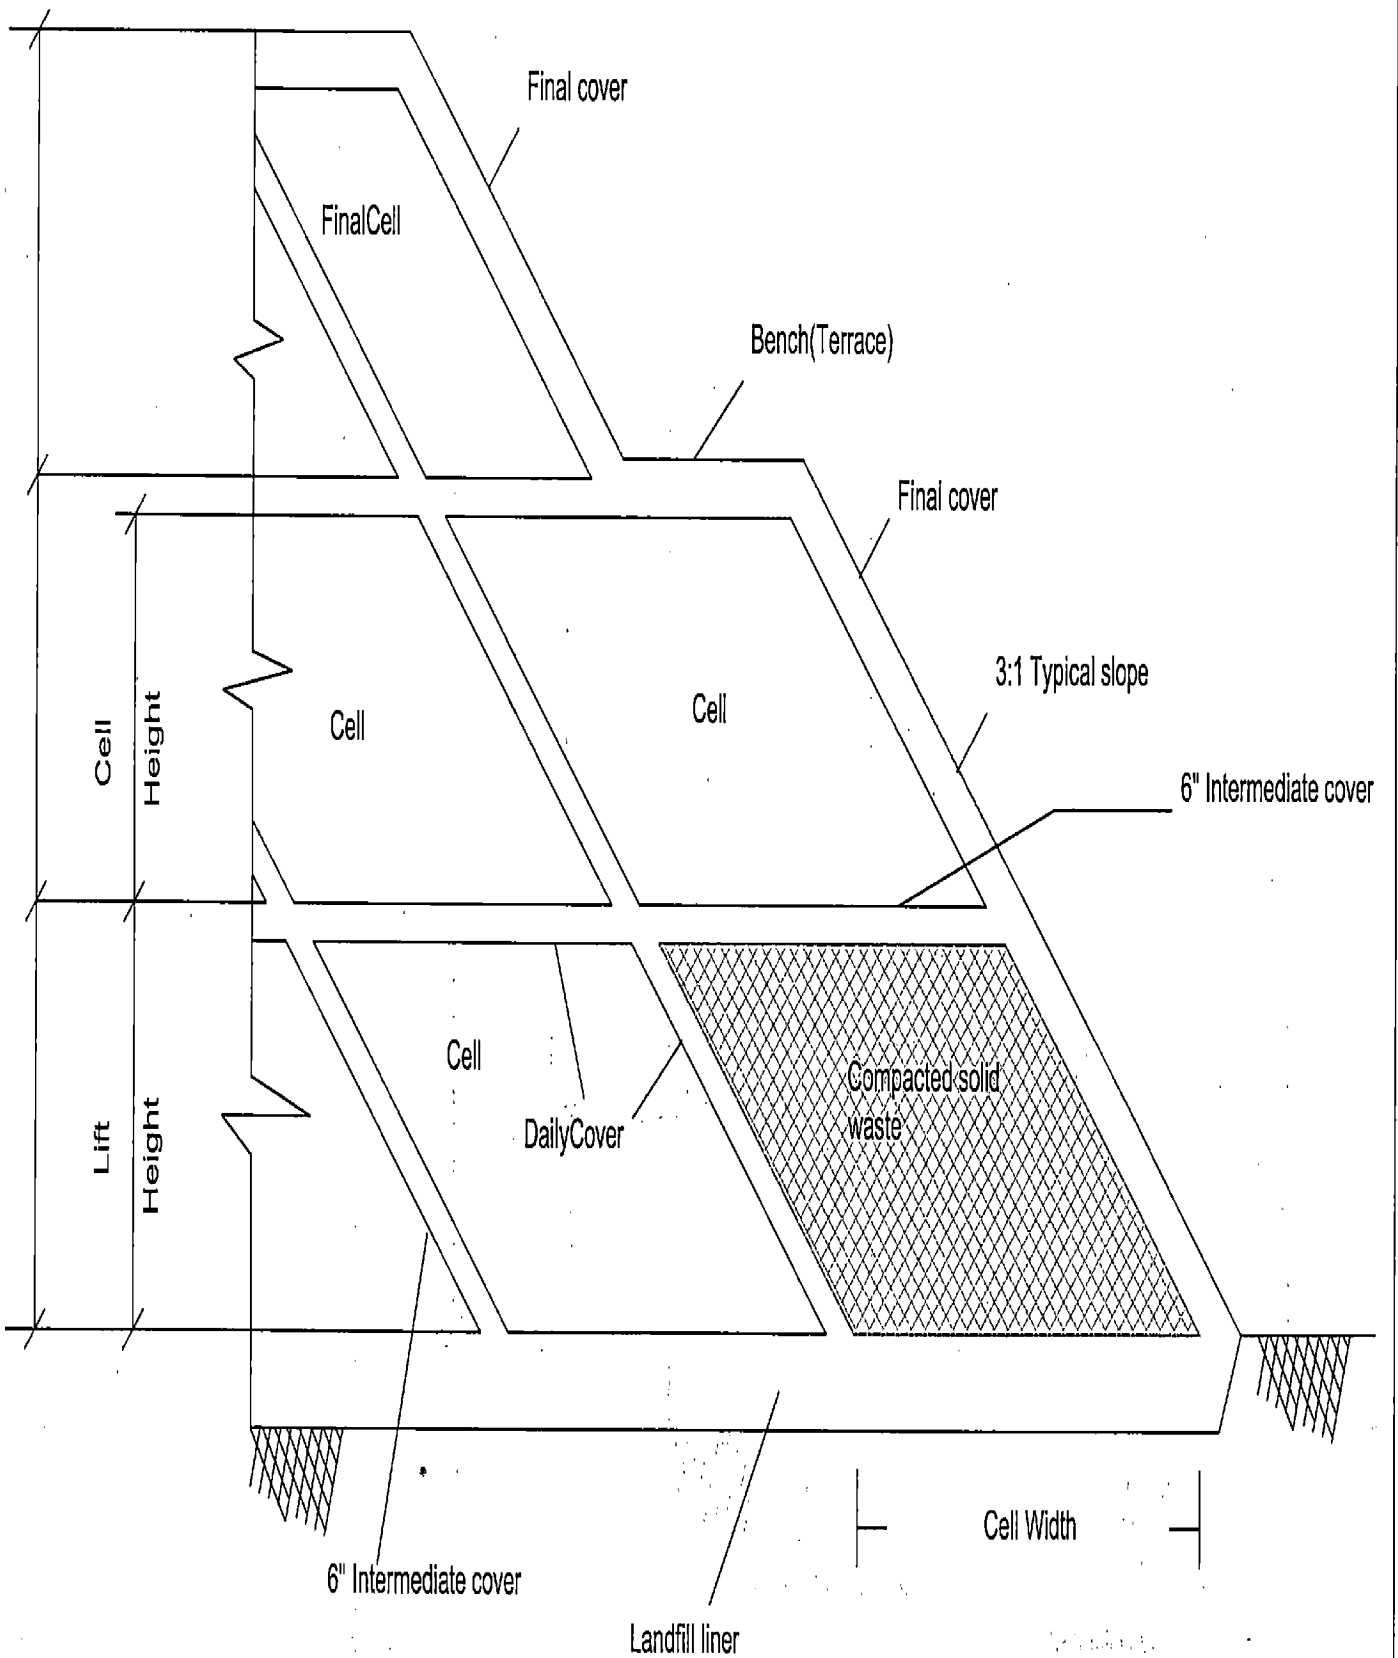 Final cover
FinalCell
Bench(Terrace)
Final cover
3:1 Typical slope
Cell
Height
Cell
Cell
6" Intermediate cover
Cell
Compacted solid
waste
DailyCover
Lift
Height
Cell Width
6" Intermediate cover
Landfill liner